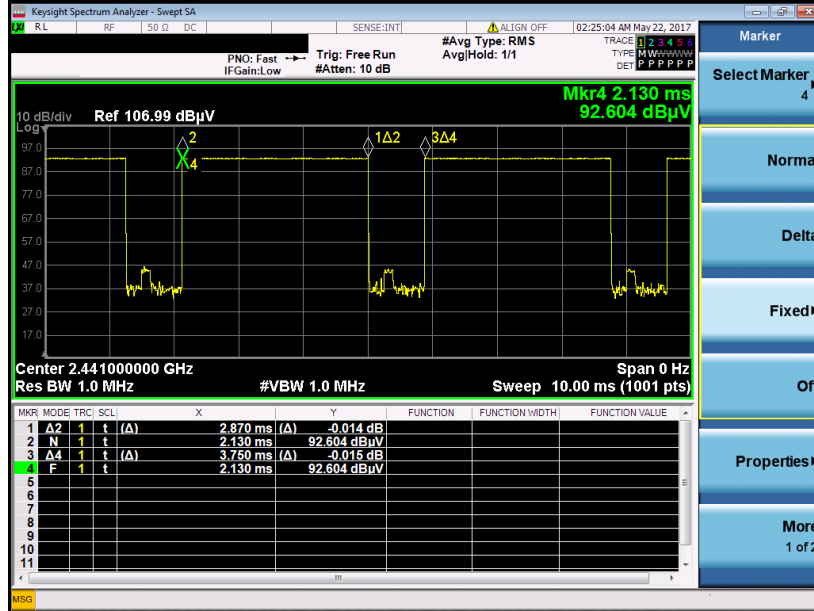 Keysight Spectrum Analyzer - Swept SA
LXI RL RF 50 Ω DC SENSE:INT ALIGN OFF 02:25:04 AM May 22, 2017
PNO: Fast Trig: Free Run #Avg Type: RMS TRACE 1 2 3 4 5 6
IFGain:Low #Atten: 10 dB Avg|Hold: 1/1 TYPE MWWWWW
DET P P P P P P
Mkr4 2.130 ms
92.604 dBµV
10 dB/div Ref 106.99 dBµV
Log
97.0
87.0
77.0
67.0
57.0
47.0
37.0
27.0
17.0
2 1Δ2 3Δ4
4
Center 2.441000000 GHz Span 0 Hz
Res BW 1.0 MHz #VBW 1.0 MHz Sweep 10.00 ms (1001 pts)
MKR MODE TRC SCL X Y FUNCTION FUNCTION WIDTH FUNCTION VALUE
1 Δ2 1 t (Δ) 2.870 ms (Δ) -0.014 dB
2 N 1 t 2.130 ms 92.604 dBµV
3 Δ4 1 t (Δ) 3.750 ms (Δ) -0.015 dB
4 F 1 t 2.130 ms 92.604 dBµV
5
6
7
8
9
10
11
MSG
Marker
Select Marker
4
Norma
Delta
Fixed
Of
Properties
More
1 of 2